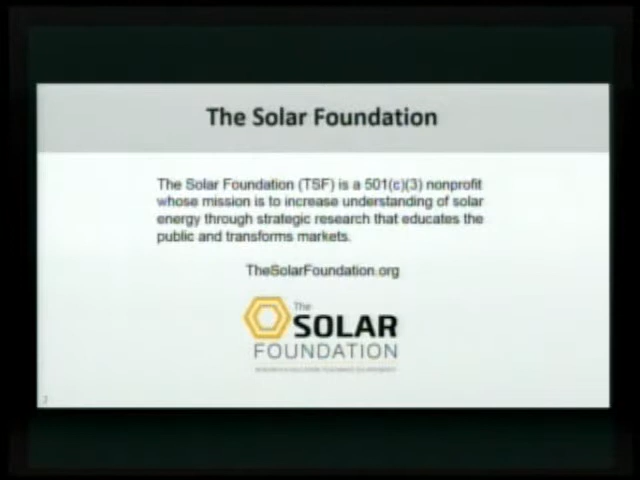 The Solar Foundation
The Solar Foundation (TSF) is a 501(c)(3) nonprofit
whose mission is to increase understanding of solar
energy through strategic research that educates the
public and transforms markets.
TheSolarFoundation.org
The
SOLAR
FOUNDATION